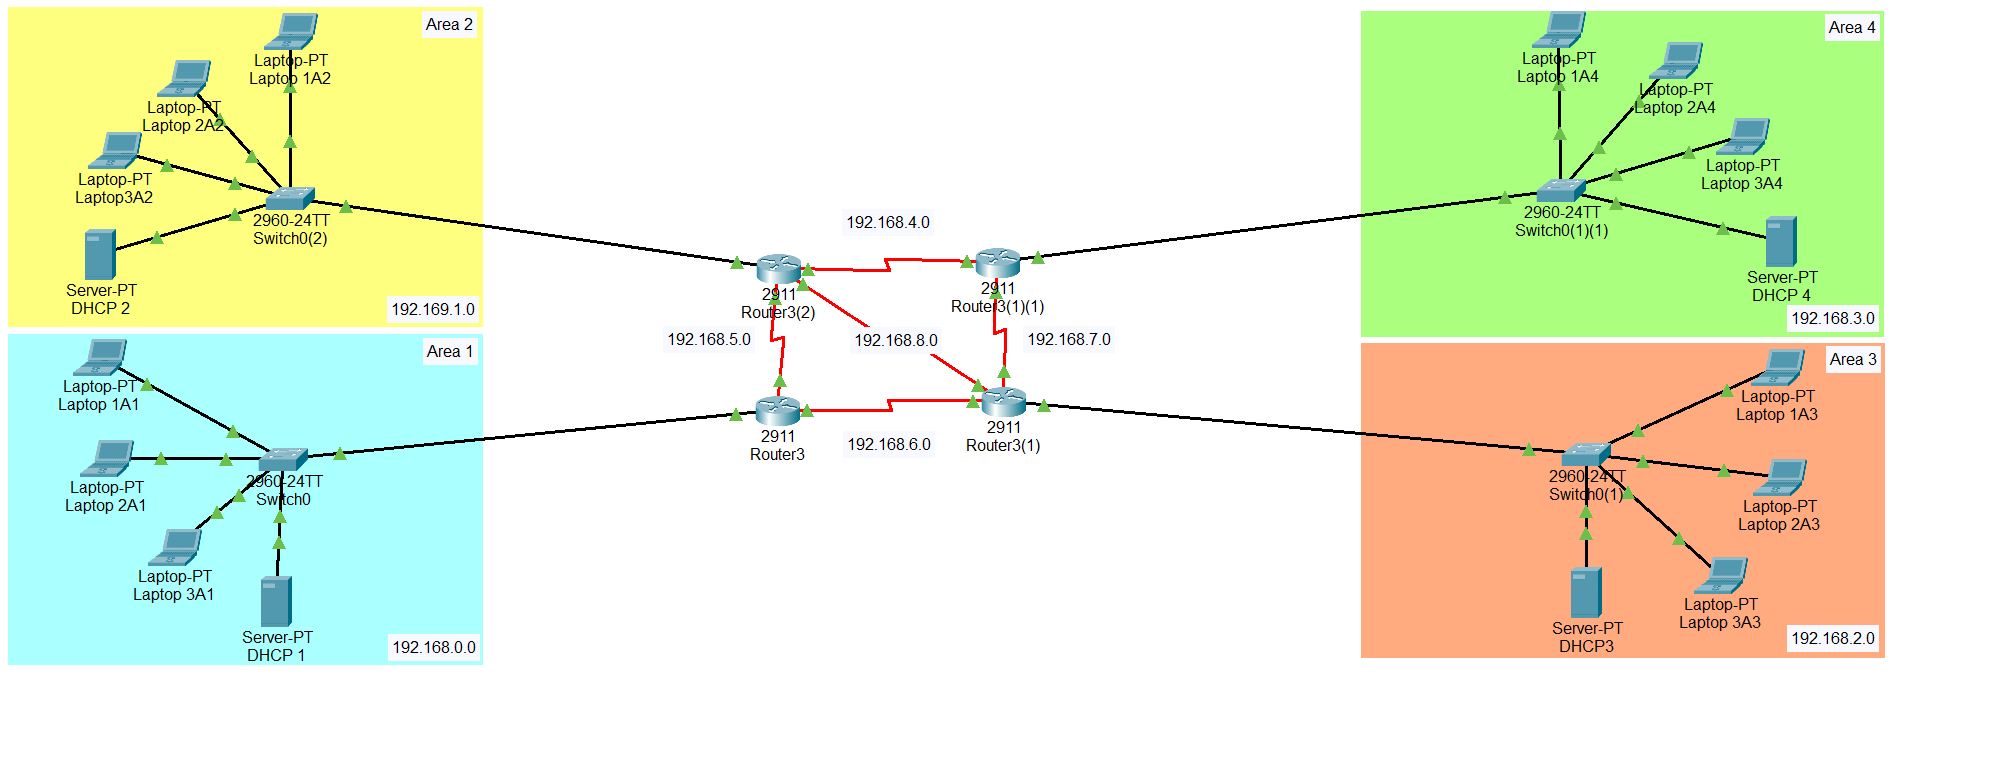 Area 2
Laptop-PT
Laptop 1A2
Laptop-PT
Laptop 2A2
Laptop-PT
Laptop3A2
2960-24TT
Switch0(2)
Server-PT
DHCP 2
192.169.1.0
Area 1
Laptop-PT
Laptop 1A1
Laptop-PT
Laptop 2A1
2960-24TT
Switch0
Laptop-PT
Laptop 3A1
Server-PT
DHCP 1
192.168.0.0
192.168.4.0
2911
Router3(2)
2911
Router3(1)(1)
192.168.5.0
192.168.8.0
192.168.7.0
2911
Router3
2911
Router3(1)
192.168.6.0
Area 4
Laptop-PT
Laptop 1A4
Laptop-PT
Laptop 2A4
Laptop-PT
Laptop 3A4
2960-24TT
Switch0(1)(1)
Server-PT
DHCP 4
192.168.3.0
Area 3
Laptop-PT
Laptop 1A3
2960-24TT
Switch0(1)
Laptop-PT
Laptop 2A3
Laptop-PT
Laptop 3A3
Server-PT
DHCP3
192.168.2.0